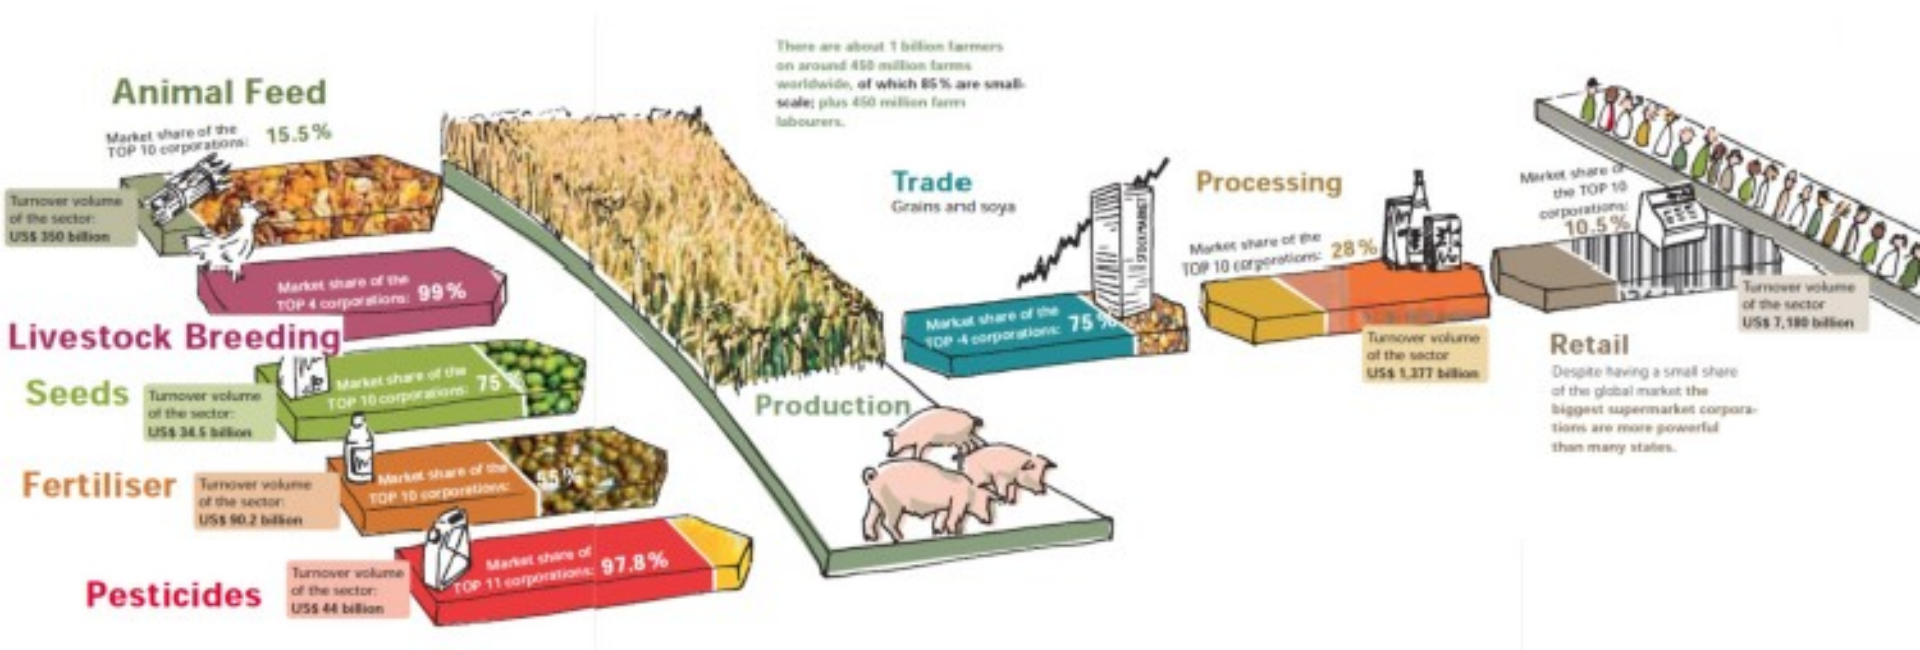 Animal Feed
Market share of the
TOP 10 corporations: 15.5%
Turnover volume
of the sector:
US$ 350 billion
Market share of the
TOP 4 corporations: 99%
Livestock Breeding
Seeds
Turnover volume
of the sector:
US$ 34.5 billion
Market share of the
TOP 10 corporations: 75%
Fertiliser
Turnover volume
of the sector:
US$ 90.2 billion
Market share of the
TOP 10 corporations: 55%
Pesticides
Turnover volume
of the sector:
US$ 44 billion
Market share of
TOP 11 corporations: 97.8%
There are about 1 billion farmers
on around 450 million farms
worldwide, of which 85% are small-
scale; plus 450 million farm
labourers.
Production
Trade
Grains and soya
STOCKMARKET
Market share of the
TOP 4 corporations: 75%
Processing
Market share of the
TOP 10 corporations: 28%
Turnover volume
of the sector
US$ 1,377 billion
Market share of
the TOP 10
corporations:
10.5%
Turnover volume
of the sector
US$ 7,180 billion
Retail
Despite having a small share
of the global market the
biggest supermarket corpora-
tions are more powerful
than many states.